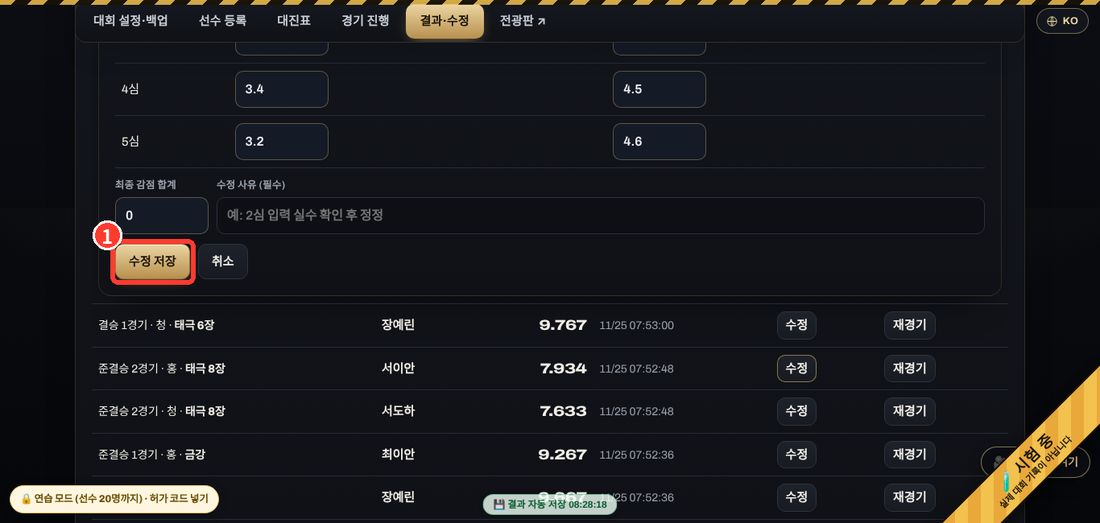 대회 설정·백업 선수 등록 대진표 경기 진행 결과·수정 전광판 ↗ KO
4심 3.4 4.5
5심 3.2 4.6
최종 감점 합계 수정 사유 (필수)
0 예: 2심 입력 실수 확인 후 정정
1
수정 저장 취소
결승 1경기 · 청 · 태극 6장 장예린 9.767 11/25 07:53:00 수정 재경기
준결승 2경기 · 홍 · 태극 8장 서이안 7.934 11/25 07:52:48 수정 재경기
준결승 2경기 · 청 · 태극 8장 서도하 7.633 11/25 07:52:48 수정 재경기
준결승 1경기 · 홍 · 금강 최이안 9.267 11/25 07:52:36 수정 재경기
장예린 11/25 07:52:36 수정 재경기
🔒 연습 모드 (선수 20명까지) · 허가 코드 넣기
💾 결과 자동 저장 08:28:18
🧪 시험 중
실제 대회 기록이 아닙니다